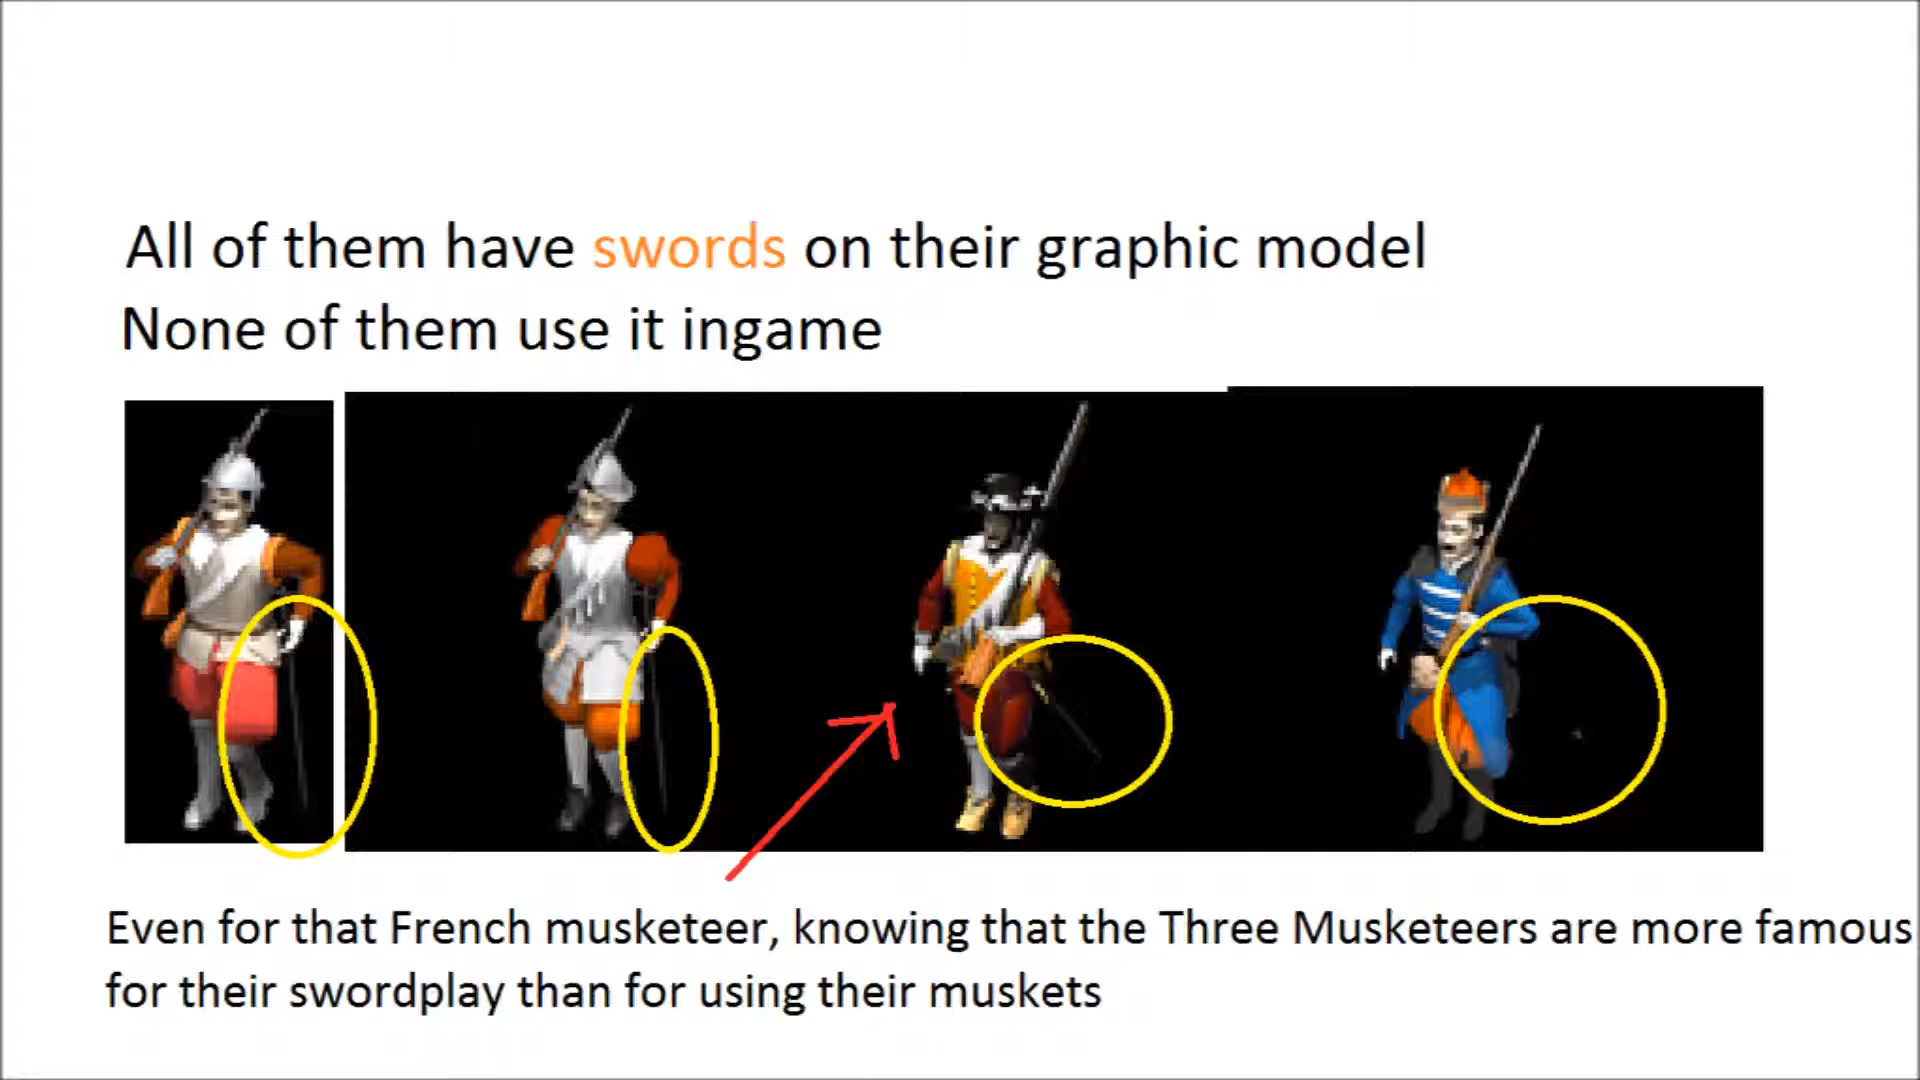 All of them have swords on their graphic model
None of them use it ingame
Even for that French musketeer, knowing that the Three Musketeers are more famous
for their swordplay than for using their muskets